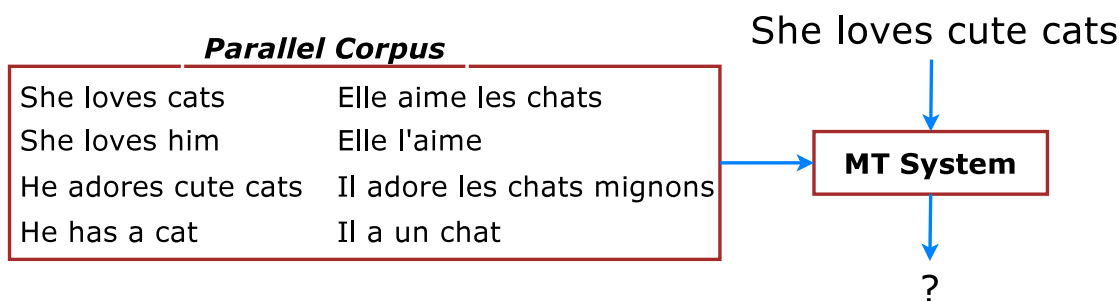 She loves cute cats
Parallel Corpus
She loves cats Elle aime les chats
She loves him Elle l'aime
He adores cute cats Il adore les chats mignons
He has a cat Il a un chat
MT System
?